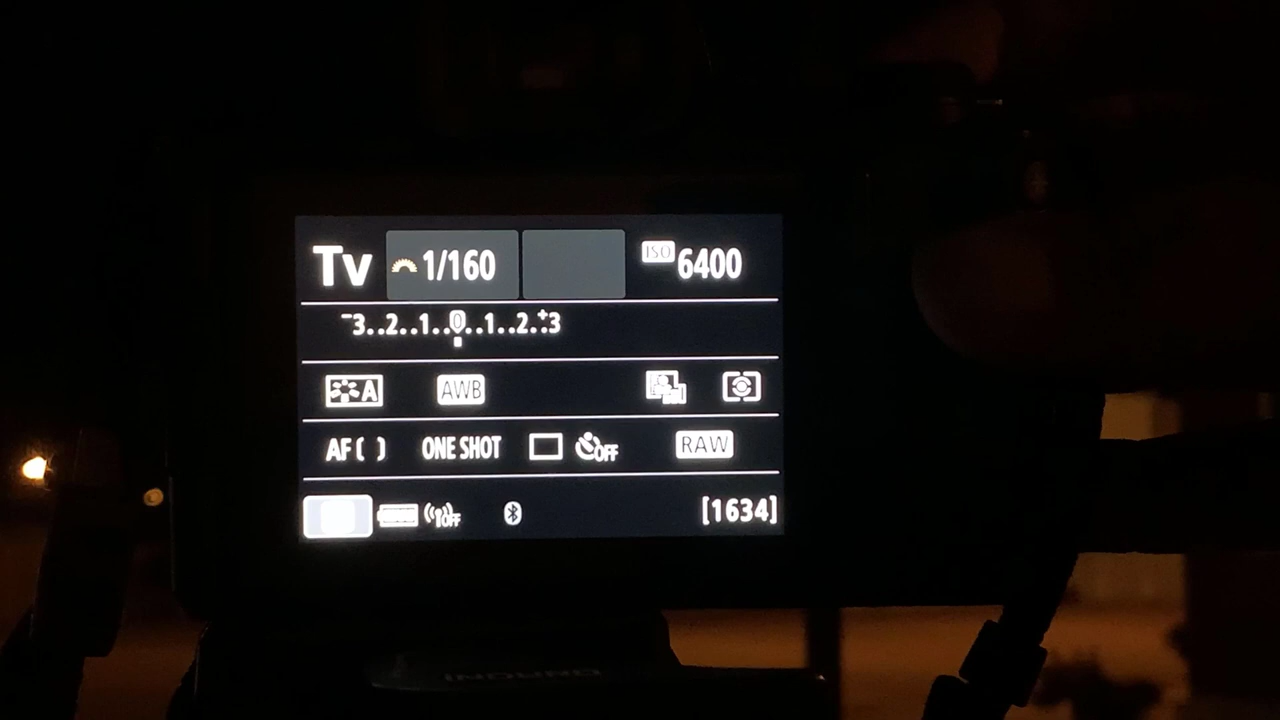 Tv 1/160 ISO 6400
-3..2..1..0..1..2..+3
A AWB
AF( ) ONE SHOT OFF RAW
OFF [1634]